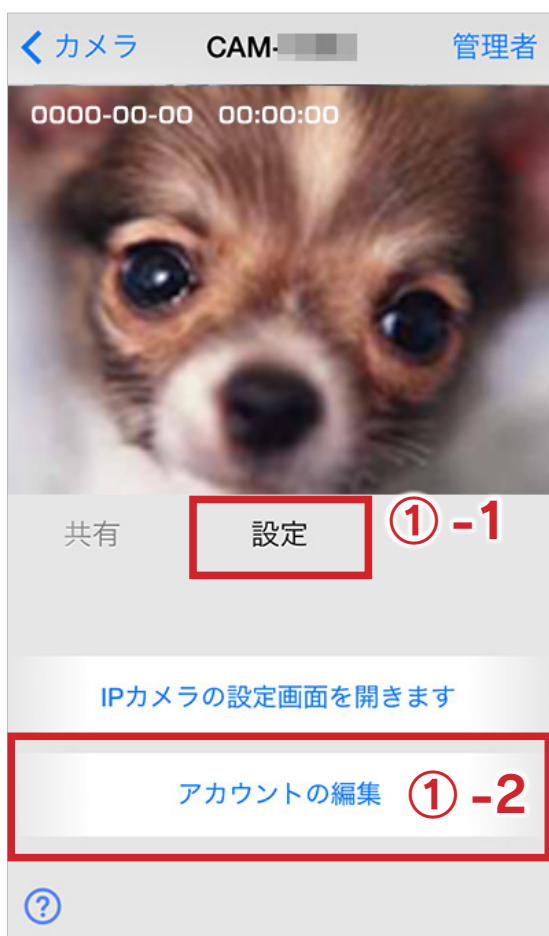 カメラ CAM- 管理者
0000-00-00 00:00:00
共有 設定 ① -1
IPカメラの設定画面を開きます
アカウントの編集 ① -2
?